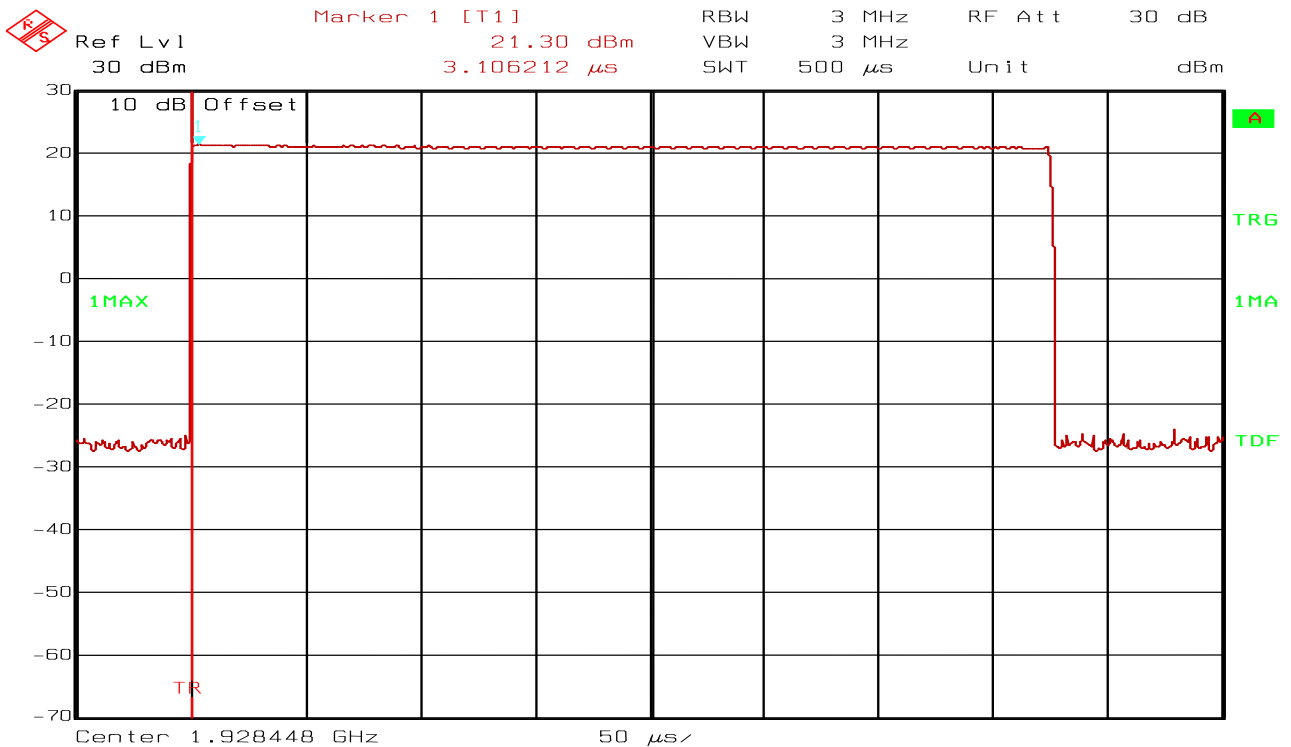 R S
Marker 1 [T1] RBW 3 MHz RF Att 30 dB
Ref Lvl 21.30 dBm VBW 3 MHz
30 dBm 3.106212 µs SWT 500 µs Unit dBm
30
10 dB Offset
A
1
20
10
TRG
0
1MAX 1MA
-10
-20
TDF
-30
-40
-50
-60
TR
-70
Center 1.928448 GHz 50 µs/